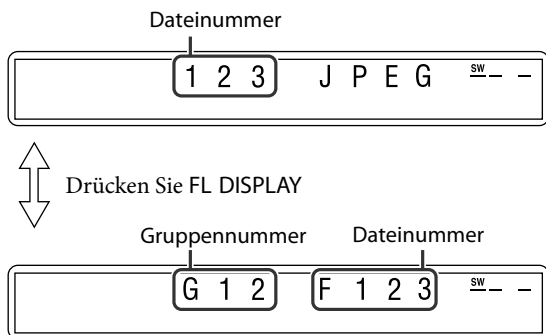 Dateinummer
1 2 3 J P E G SW – –
Drücken Sie FL DISPLAY
Gruppennummer Dateinummer
G 1 2 F 1 2 3 SW – –